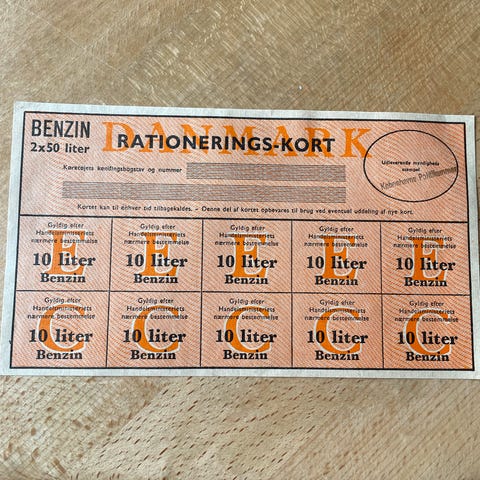 DANMARK
BENZIN
2x50 liter
RATIONERINGS-KORT
Køretøjets kendingsbogstav og nummer
Udleverende myndigheds
stempel
Københavns Politikammer
Kortet kan til enhver tid tilbagekaldes. - Denne del af kortet opbevares til brug ved eventuel uddeling af nye kort.
E E E E E
Gyldig efter Gyldig efter Gyldig efter Gyldig efter Gyldig efter
Handelsministeriets Handelsministeriets Handelsministeriets Handelsministeriets Handelsministeriets
nærmere bestemmelse nærmere bestemmelse nærmere bestemmelse nærmere bestemmelse nærmere bestemmelse
10 liter 10 liter 10 liter 10 liter 10 liter
Benzin Benzin Benzin Benzin Benzin
C C C C C
Gyldig efter Gyldig efter Gyldig efter Gyldig efter Gyldig efter
Handelsministeriets Handelsministeriets Handelsministeriets Handelsministeriets Handelsministeriets
nærmere bestemmelse nærmere bestemmelse nærmere bestemmelse nærmere bestemmelse nærmere bestemmelse
10 liter 10 liter 10 liter 10 liter 10 liter
Benzin Benzin Benzin Benzin Benzin